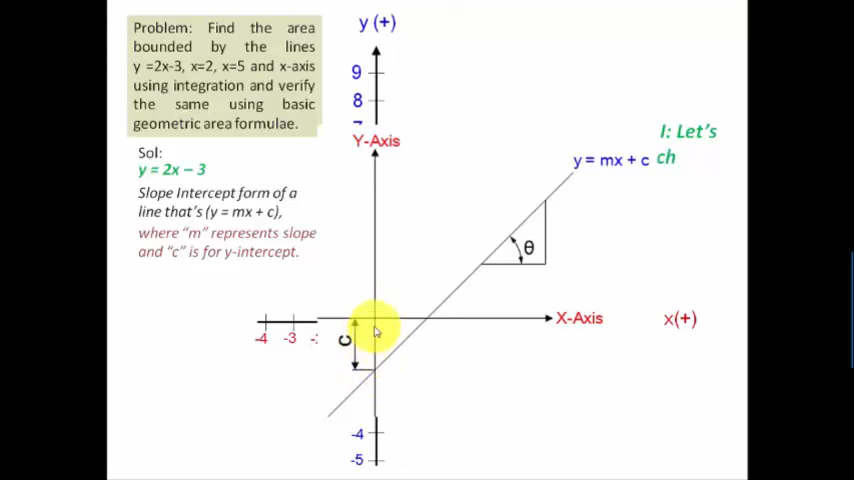 Problem: Find the area
bounded by the lines
y =2x-3, x=2, x=5 and x-axis
using integration and verify
the same using basic
geometric area formulae.
Sol:
y = 2x – 3
Slope Intercept form of a
line that's (y = mx + c),
where "m" represents slope
and "c" is for y-intercept.
y (+)
9
8
Y-Axis
I: Let's
ch
y = mx + c
θ
X-Axis
x(+)
c
-4 -3
-4
-5